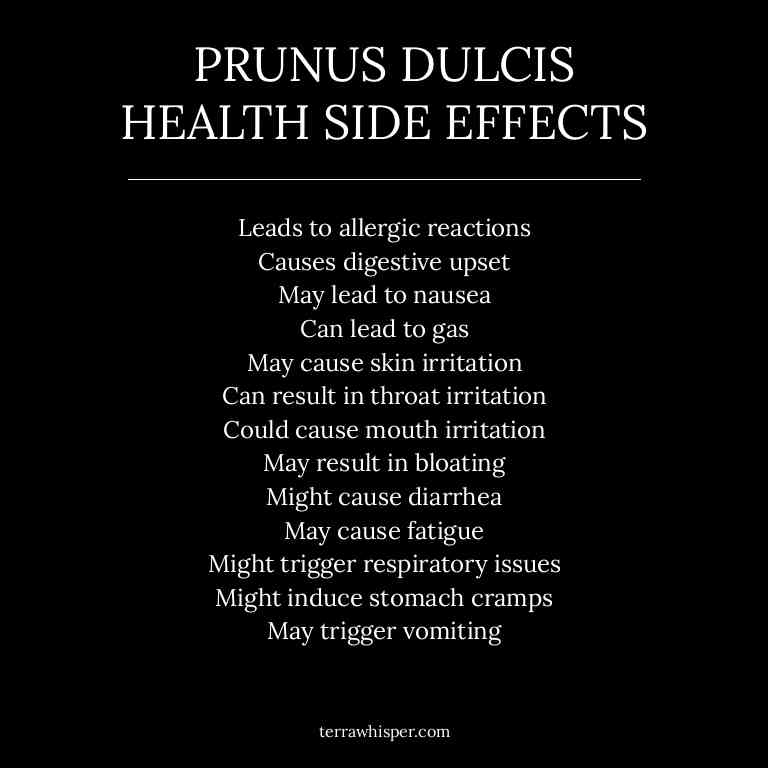 PRUNUS DULCIS
HEALTH SIDE EFFECTS
Leads to allergic reactions
Causes digestive upset
May lead to nausea
Can lead to gas
May cause skin irritation
Can result in throat irritation
Could cause mouth irritation
May result in bloating
Might cause diarrhea
May cause fatigue
Might trigger respiratory issues
Might induce stomach cramps
May trigger vomiting
terrawhisper.com